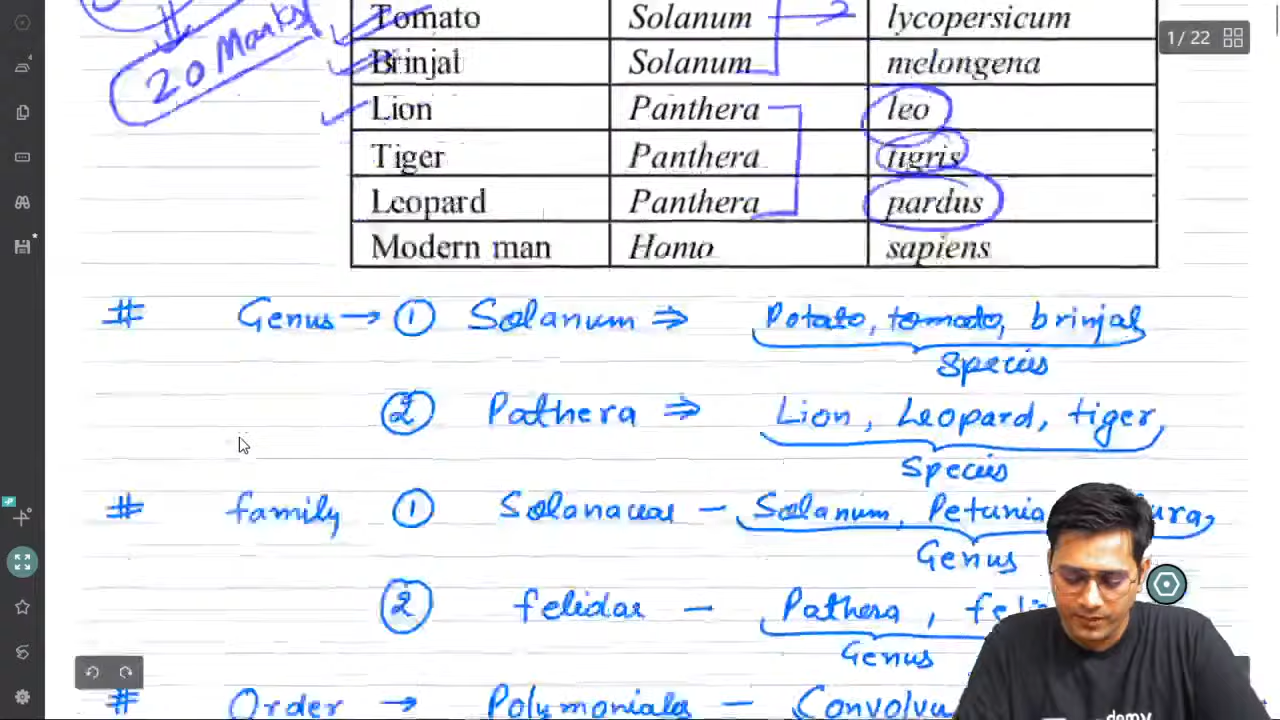 Tomato Solanum lycopersicum
1 / 22
20 Marks
Brinjal Solanum melongena
Lion Panthera leo
Tiger Panthera tigris
Leopard Panthera pardus
Modern man Homo sapiens
# Genus → ① Solanum ⇒ Potato, tomado, brinjal
Species
② Pathera ⇒ Lion, Leopard, tiger,
Species
# family ① Solanaceae – Solanum, Petunia
Genus
② felidae – Pathera, feli
Genus
# Order → Polymoniales – Convolvu